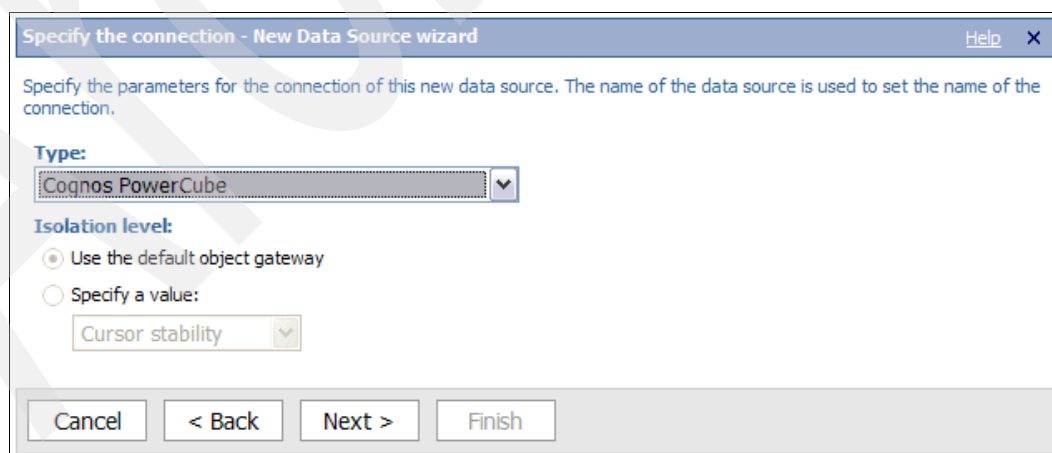 Specify the connection - New Data Source wizard Help X
Specify the parameters for the connection of this new data source. The name of the data source is used to set the name of the
connection.
Type:
Cognos PowerCube
Isolation level:
Use the default object gateway
Specify a value:
Cursor stability
Cancel < Back Next > Finish